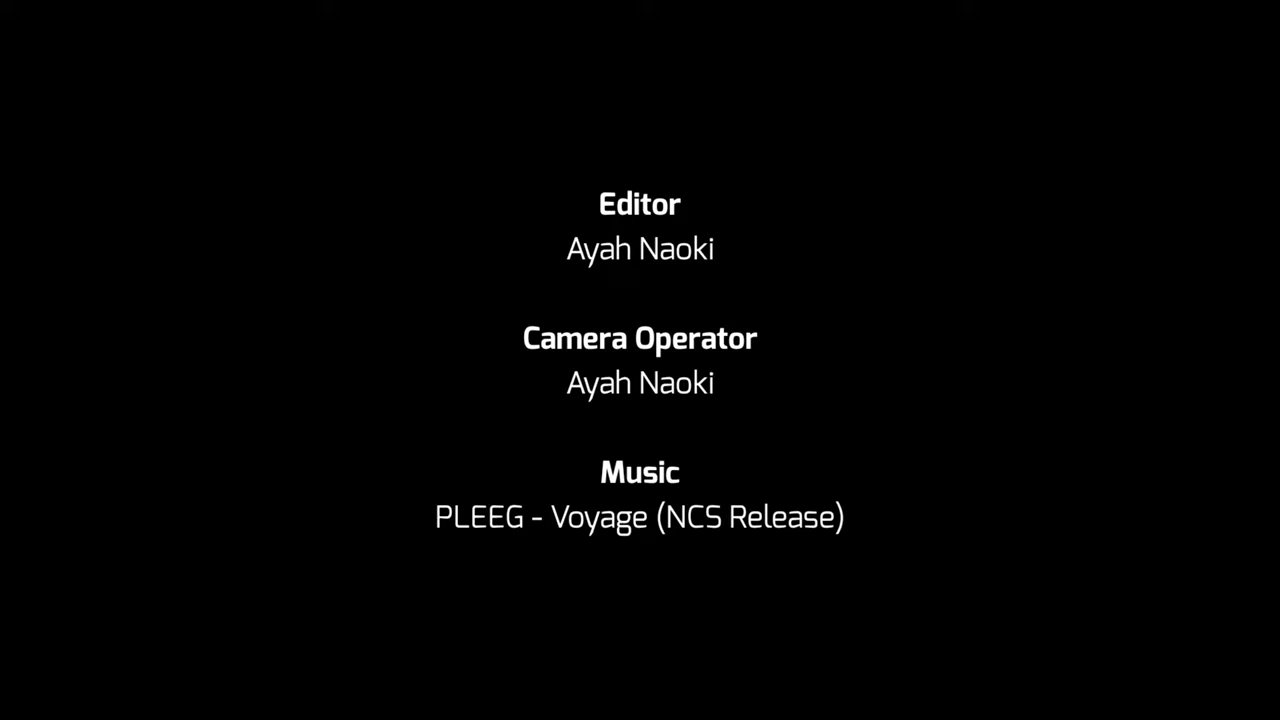 Editor
Ayah Naoki
Camera Operator
Ayah Naoki
Music
PLEEG - Voyage (NCS Release)